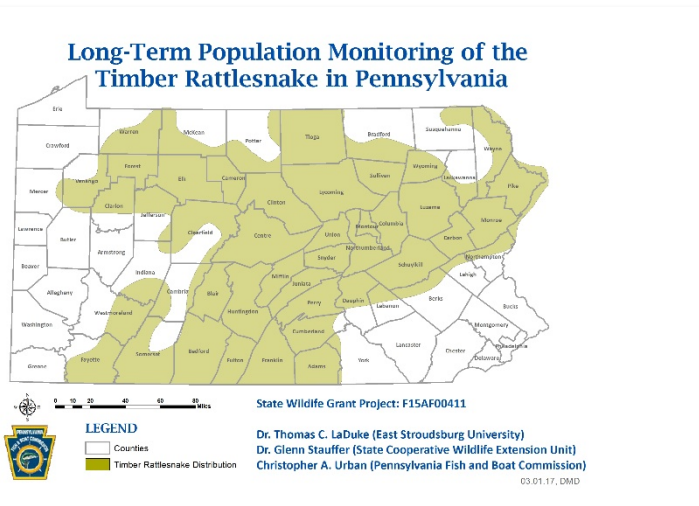 Long-Term Population Monitoring of the
Timber Rattlesnake in Pennsylvania
Erie
Warren
McKean
Potter
Tioga
Bradford
Susquehanna
Wayne
Crawford
Forest
Elk
Cameron
Sullivan
Wyoming
Lackawanna
Pike
Mercer
Venango
Clarion
Jefferson
Clinton
Lycoming
Luzerne
Monroe
Lawrence
Butler
Armstrong
Clearfield
Centre
Union
Montour
Columbia
Carbon
Northampton
Beaver
Indiana
Snyder
Northumberland
Schuylkill
Lehigh
Allegheny
Cambria
Blair
Mifflin
Juniata
Perry
Dauphin
Lebanon
Berks
Bucks
Washington
Westmoreland
Huntingdon
Cumberland
Lancaster
Montgomery
Greene
Fayette
Somerset
Bedford
Fulton
Franklin
Adams
York
Chester
Delaware
Philadelphia
0 10 20 40 60 80
Miles
State Wildlife Grant Project: F15AF00411
LEGEND
Counties
Timber Rattlesnake Distribution
Dr. Thomas C. LaDuke (East Stroudsburg University)
Dr. Glenn Stauffer (State Cooperative Wildlife Extension Unit)
Christopher A. Urban (Pennsylvania Fish and Boat Commission)
03.01.17, DMD
PENNSYLVANIA
FISH & BOAT COMMISSION